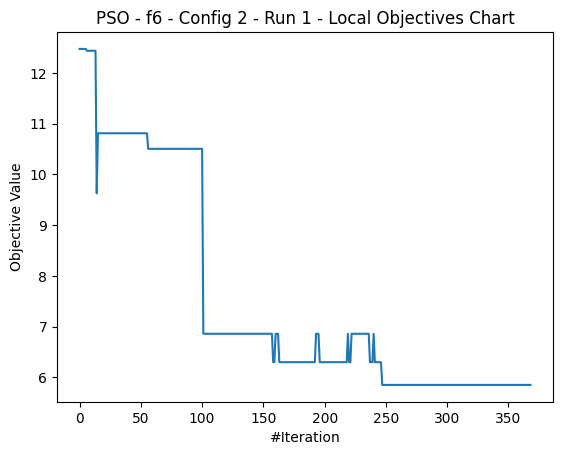 PSO - f6 - Config 2 - Run 1 - Local Objectives Chart
12
11
10
9
8
7
6
Objective Value
0 50 100 150 200 250 300 350
#Iteration